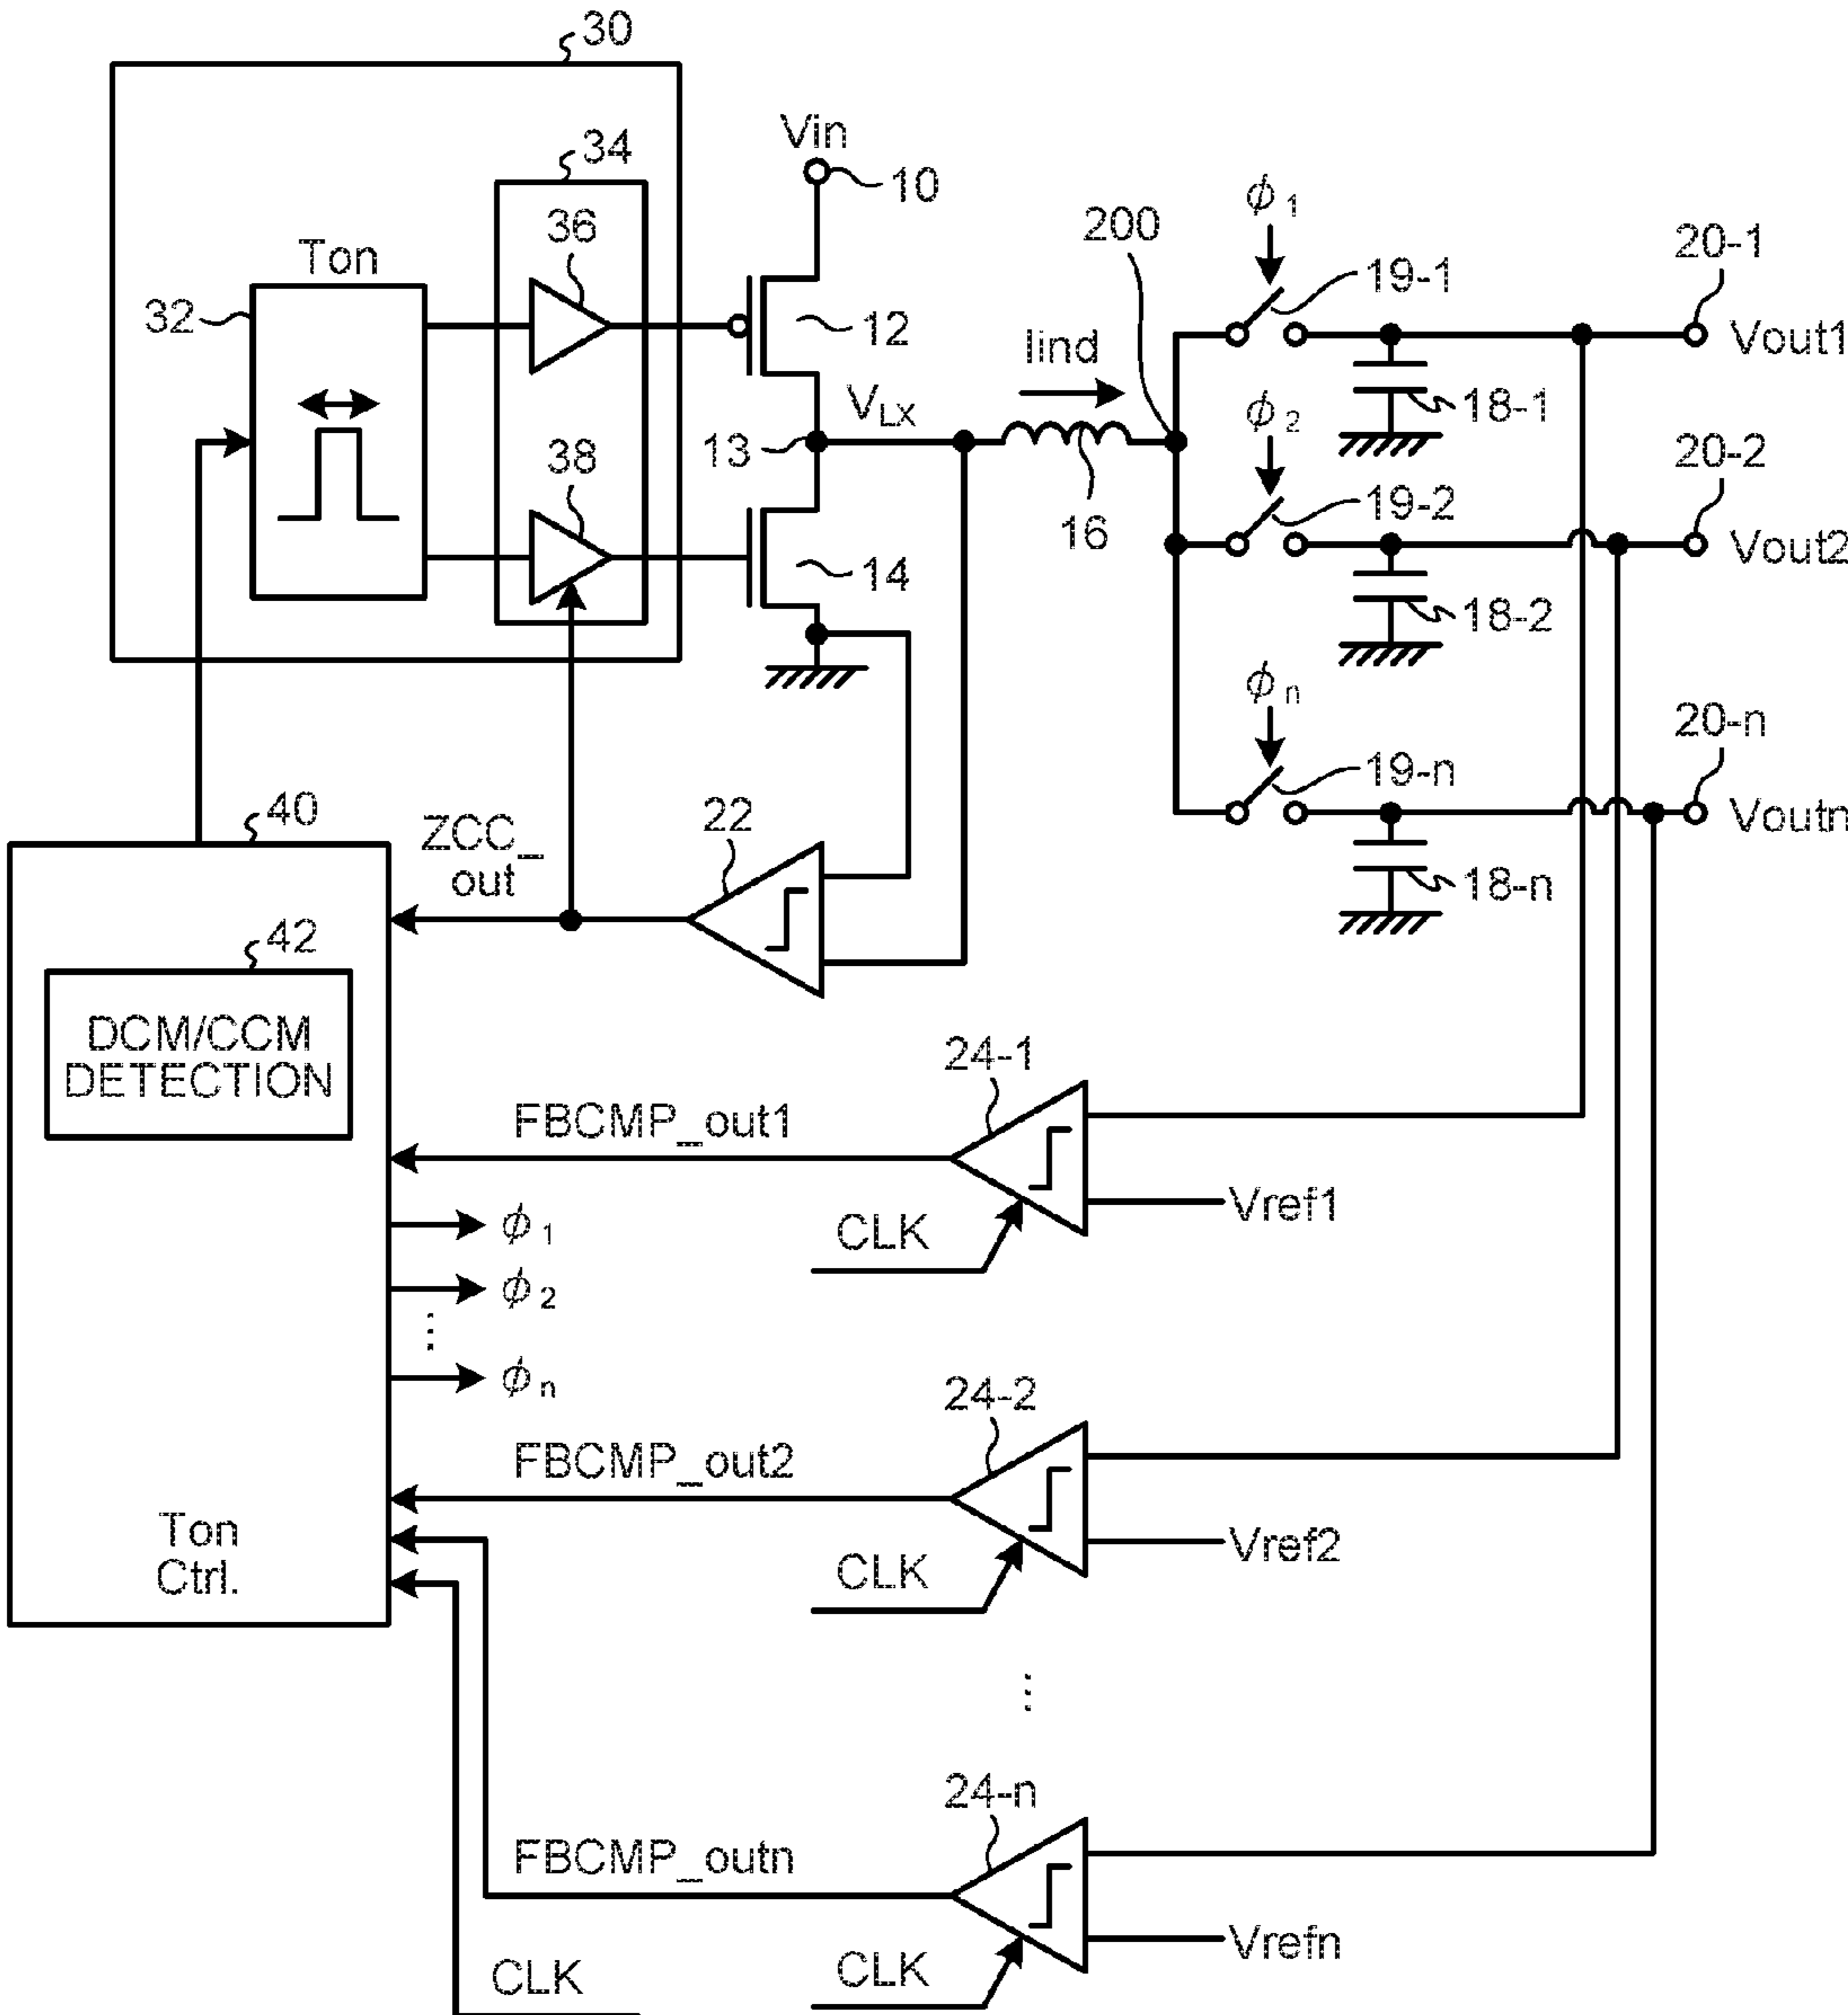 30
Vin
34
10
36
Ton
32
12
V_LX
13
38
14
Iind
16
200
ϕ1
19-1
20-1
Vout1
18-1
ϕ2
19-2
20-2
Vout2
18-2
ϕn
19-n
20-n
Voutn
18-n
40
ZCC_
out
22
42
DCM/CCM
DETECTION
24-1
FBCMP_out1
Vref1
CLK
ϕ1
ϕ2
⋮
ϕn
24-2
FBCMP_out2
Vref2
CLK
Ton
Ctrl.
⋮
24-n
FBCMP_outn
Vrefn
CLK
CLK